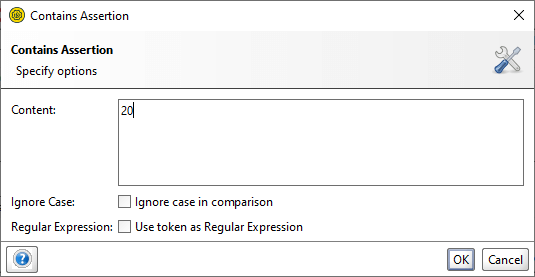 Contains Assertion
Contains Assertion
Specify options
Content:
20
Ignore Case:
Ignore case in comparison
Regular Expression:
Use token as Regular Expression
?
OK
Cancel